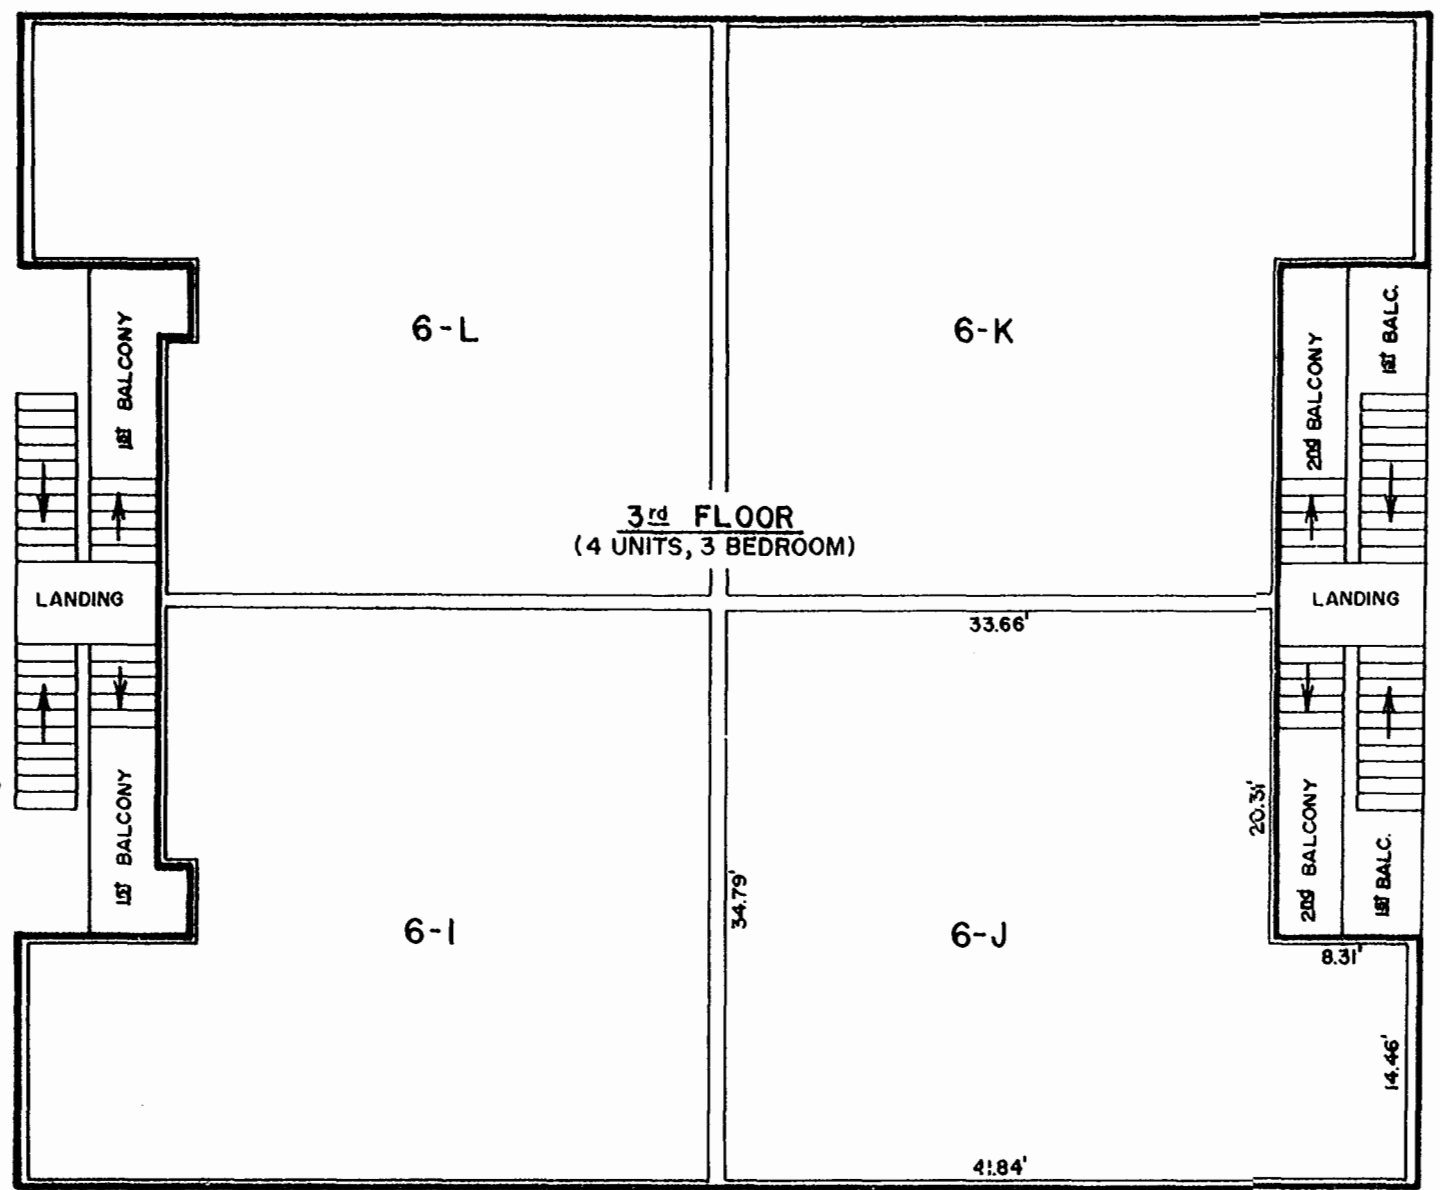 6-L
6-K
1st BALCONY
2nd BALCONY
1st BALC.
3rd FLOOR
(4 UNITS, 3 BEDROOM)
LANDING
LANDING
33.66'
20.31'
1st BALCONY
34.79'
2nd BALCONY
1st BALC.
6-I
6-J
8.31'
14.46'
41.84'